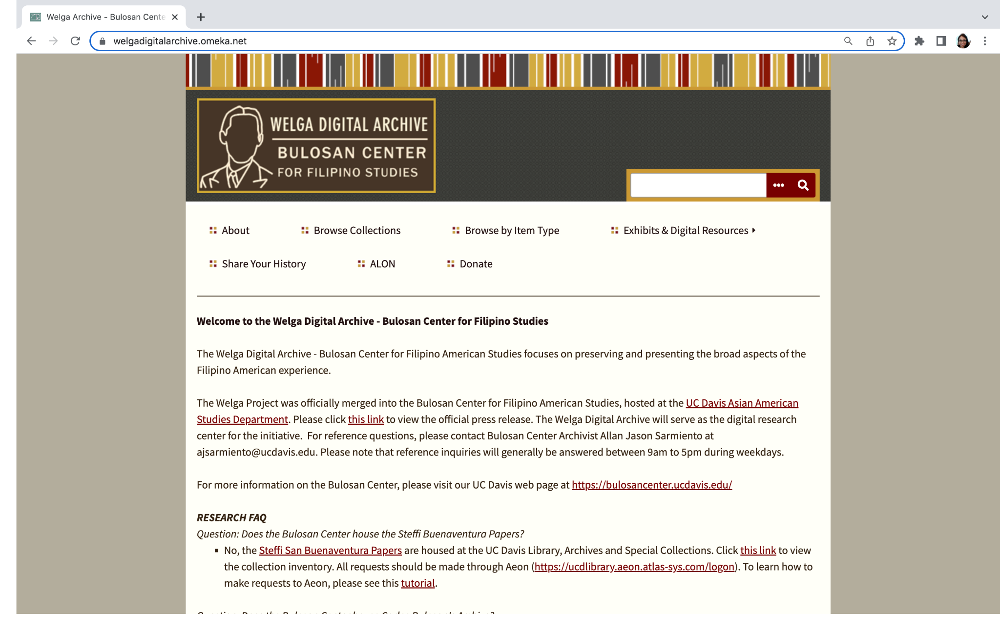 Welga Archive - Bulosan Cente
welgadigitalarchive.omeka.net
WELGA DIGITAL ARCHIVE
BULOSAN CENTER
FOR FILIPINO STUDIES
About Browse Collections Browse by Item Type Exhibits & Digital Resources
Share Your History ALON Donate
Welcome to the Welga Digital Archive - Bulosan Center for Filipino Studies
The Welga Digital Archive - Bulosan Center for Filipino American Studies focuses on preserving and presenting the broad aspects of the
Filipino American experience.
The Welga Project was officially merged into the Bulosan Center for Filipino American Studies, hosted at the UC Davis Asian American
Studies Department. Please click this link to view the official press release. The Welga Digital Archive will serve as the digital research
center for the initiative.  For reference questions, please contact Bulosan Center Archivist Allan Jason Sarmiento at
ajsarmiento@ucdavis.edu. Please note that reference inquiries will generally be answered between 9am to 5pm during weekdays.
For more information on the Bulosan Center, please visit our UC Davis web page at https://bulosancenter.ucdavis.edu/
RESEARCH FAQ
Question: Does the Bulosan Center house the Steffi Buenaventura Papers?
▪ No, the Steffi San Buenaventura Papers are housed at the UC Davis Library, Archives and Special Collections. Click this link to view
the collection inventory. All requests should be made through Aeon (https://ucdlibrary.aeon.atlas-sys.com/logon). To learn how to
make requests to Aeon, please see this tutorial.